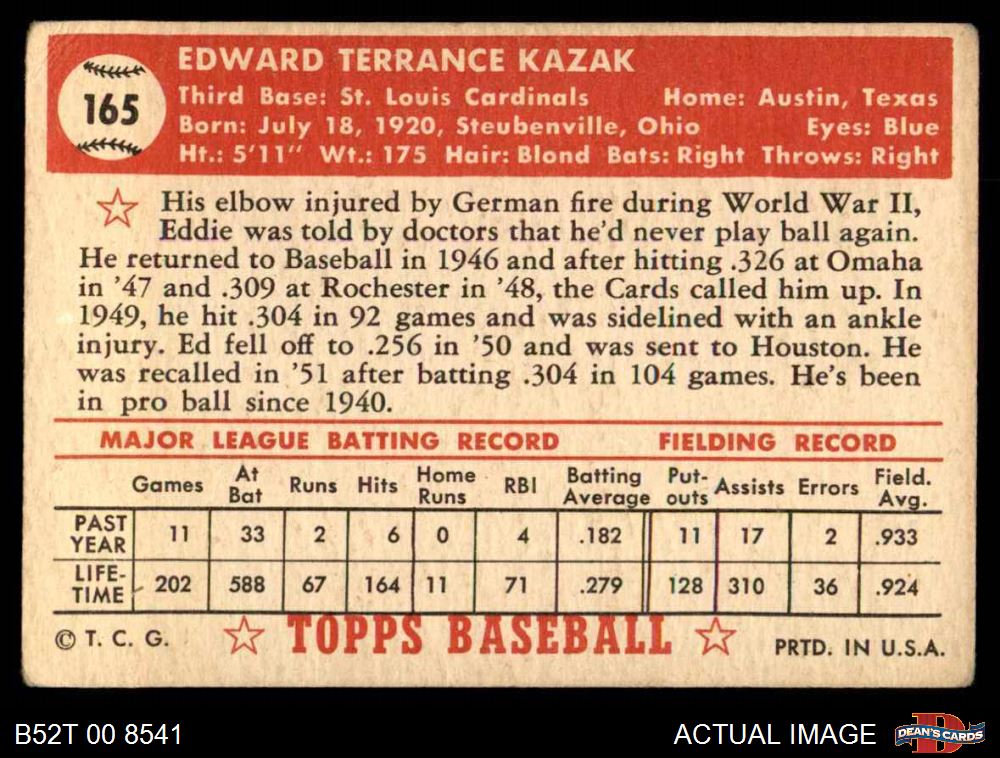 165
EDWARD TERRANCE KAZAK
Third Base: St. Louis Cardinals Home: Austin, Texas
Born: July 18, 1920, Steubenville, Ohio Eyes: Blue
Ht.: 5'11" Wt.: 175 Hair: Blond Bats: Right Throws: Right
His elbow injured by German fire during World War II,
Eddie was told by doctors that he'd never play ball again.
He returned to Baseball in 1946 and after hitting .326 at Omaha
in '47 and .309 at Rochester in '48, the Cards called him up. In
1949, he hit .304 in 92 games and was sidelined with an ankle
injury. Ed fell off to .256 in '50 and was sent to Houston. He
was recalled in '51 after batting .304 in 104 games. He's been
in pro ball since 1940.
MAJOR LEAGUE BATTING RECORD FIELDING RECORD
Games At Bat Runs Hits Home Runs RBI Batting Average Put-outs Assists Errors Field. Avg.
PAST YEAR 11 33 2 6 0 4 .182 11 17 2 .933
LIFE-TIME 202 588 67 164 11 71 .279 128 310 36 .924
© T. C. G. TOPPS BASEBALL PRTD. IN U.S.A.
B52T 00 8541 ACTUAL IMAGE DEAN'S CARDS